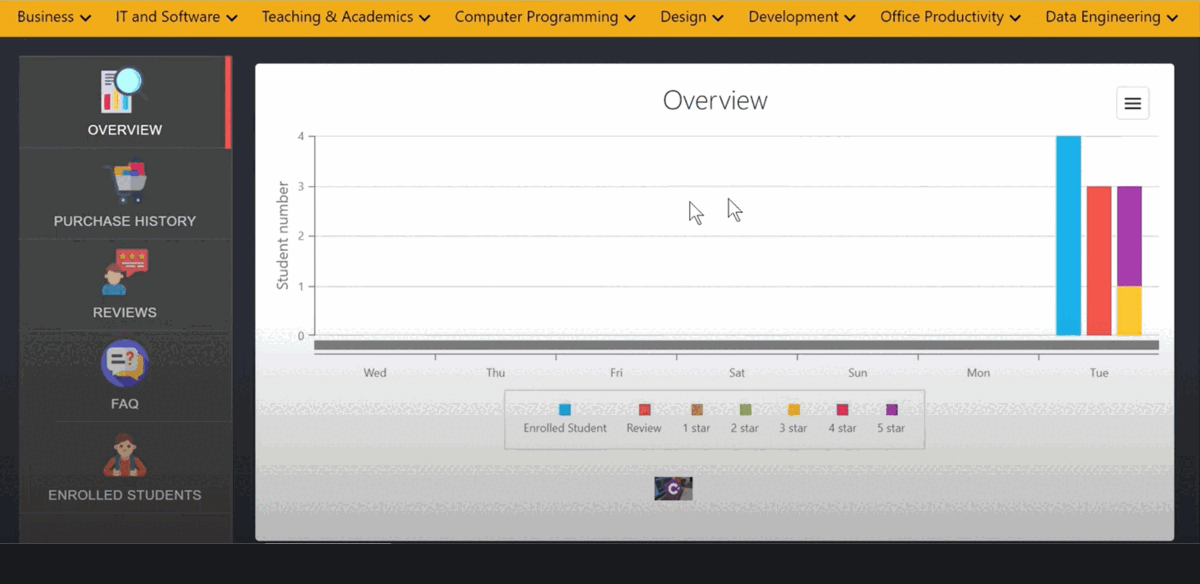 Business IT and Software Teaching & Academics Computer Programming Design Development Office Productivity Data Engineering
OVERVIEW
PURCHASE HISTORY
REVIEWS
FAQ
ENROLLED STUDENTS
Overview
Student number
4
3
2
1
0
Wed Thu Fri Sat Sun Mon Tue
Enrolled Student Review 1 star 2 star 3 star 4 star 5 star
C